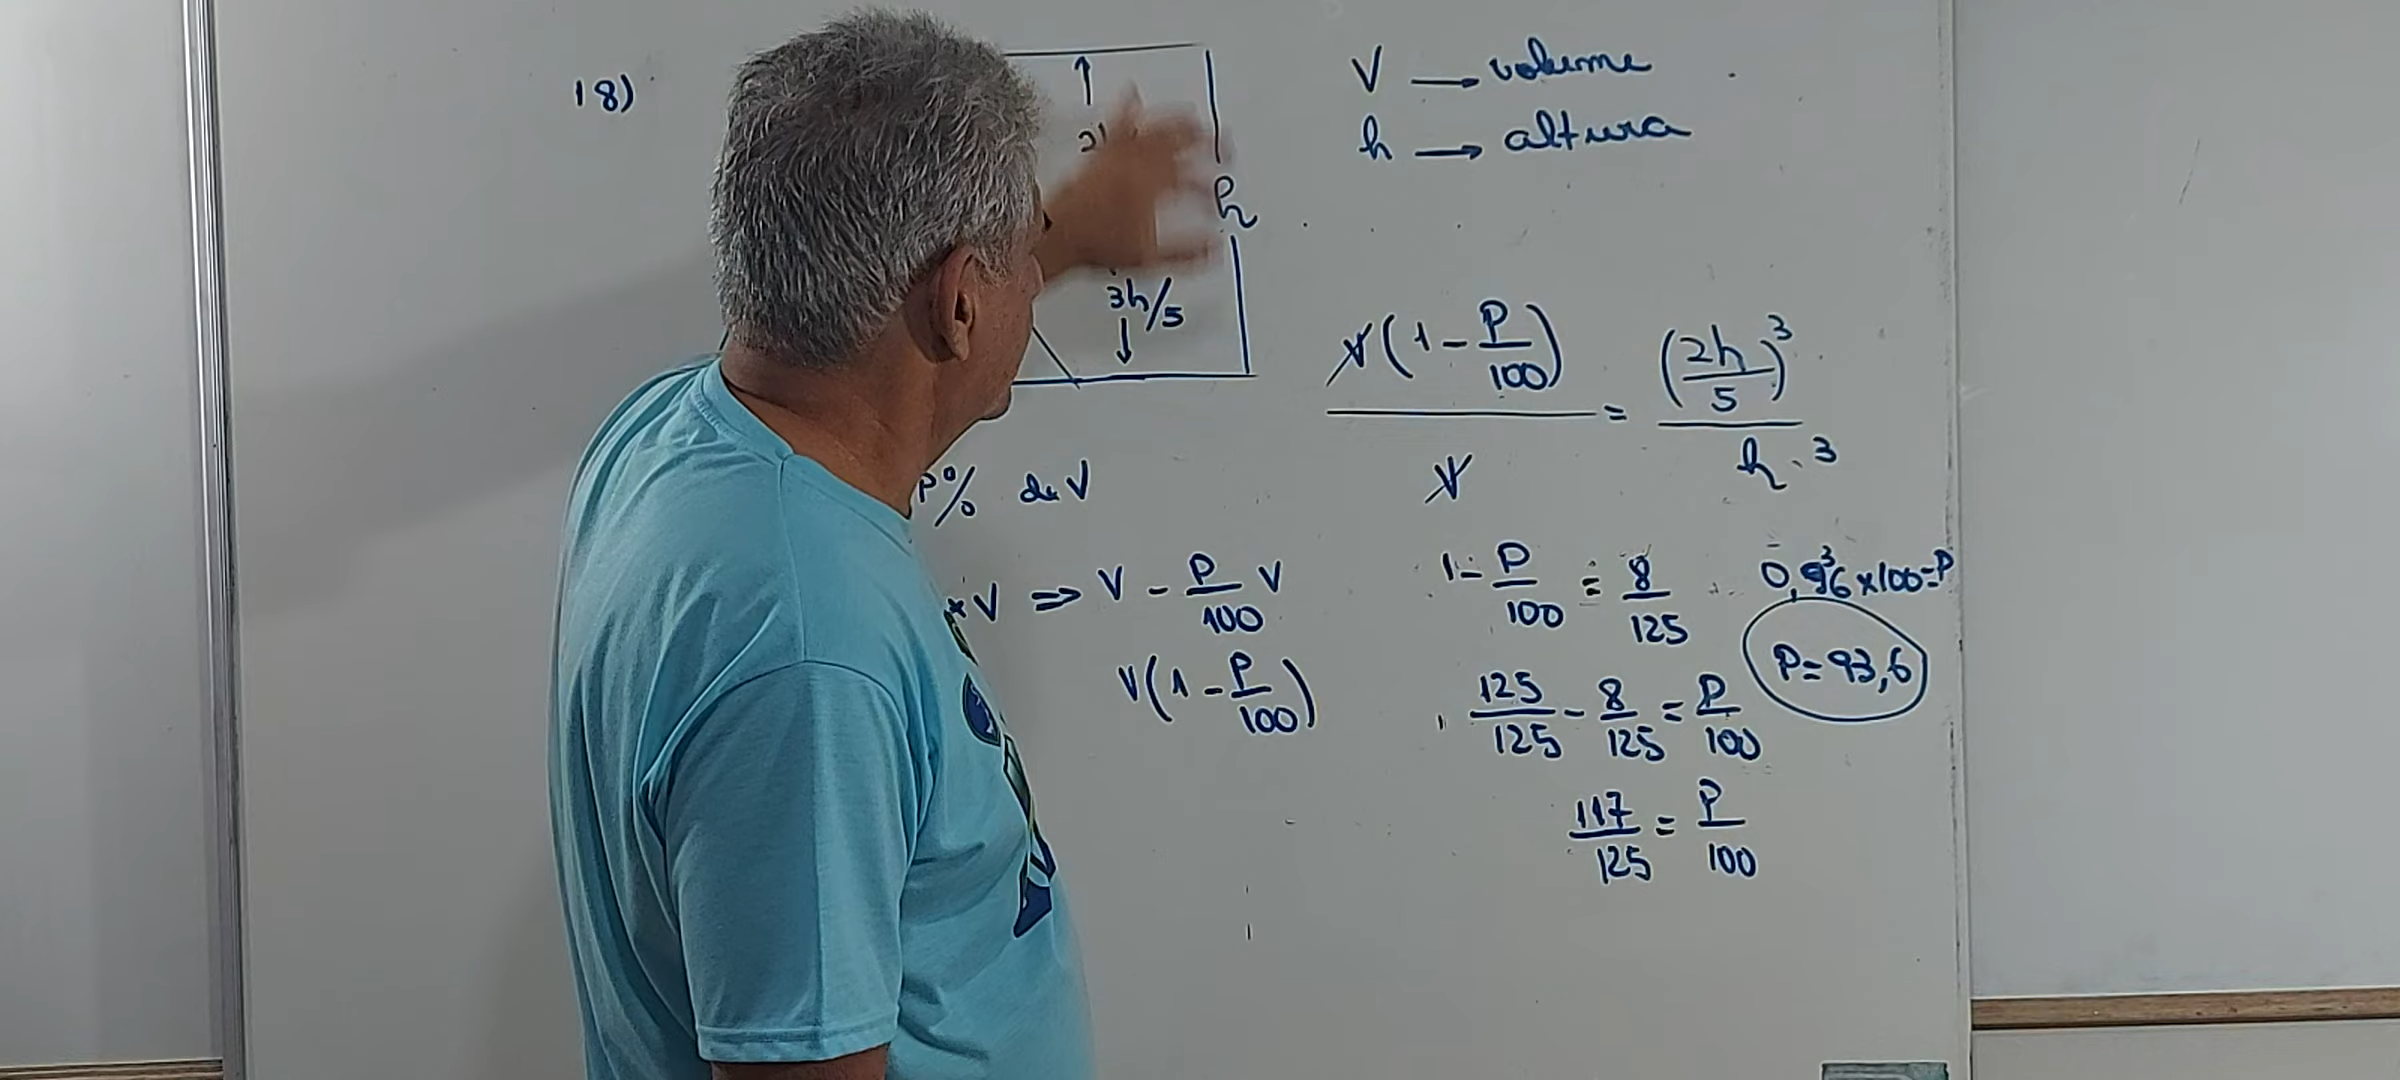 18)
V → volume
h → altura
h
3h/5
V(1 - P/100) / V = (2h/5)³ / h³
P% de V
V ⇒ V - P/100 V
V(1 - P/100)
1 - P/100 = 8/125
125/125 - 8/125 = P/100
117/125 = P/100
0,936 x 100 = P
P = 93,6